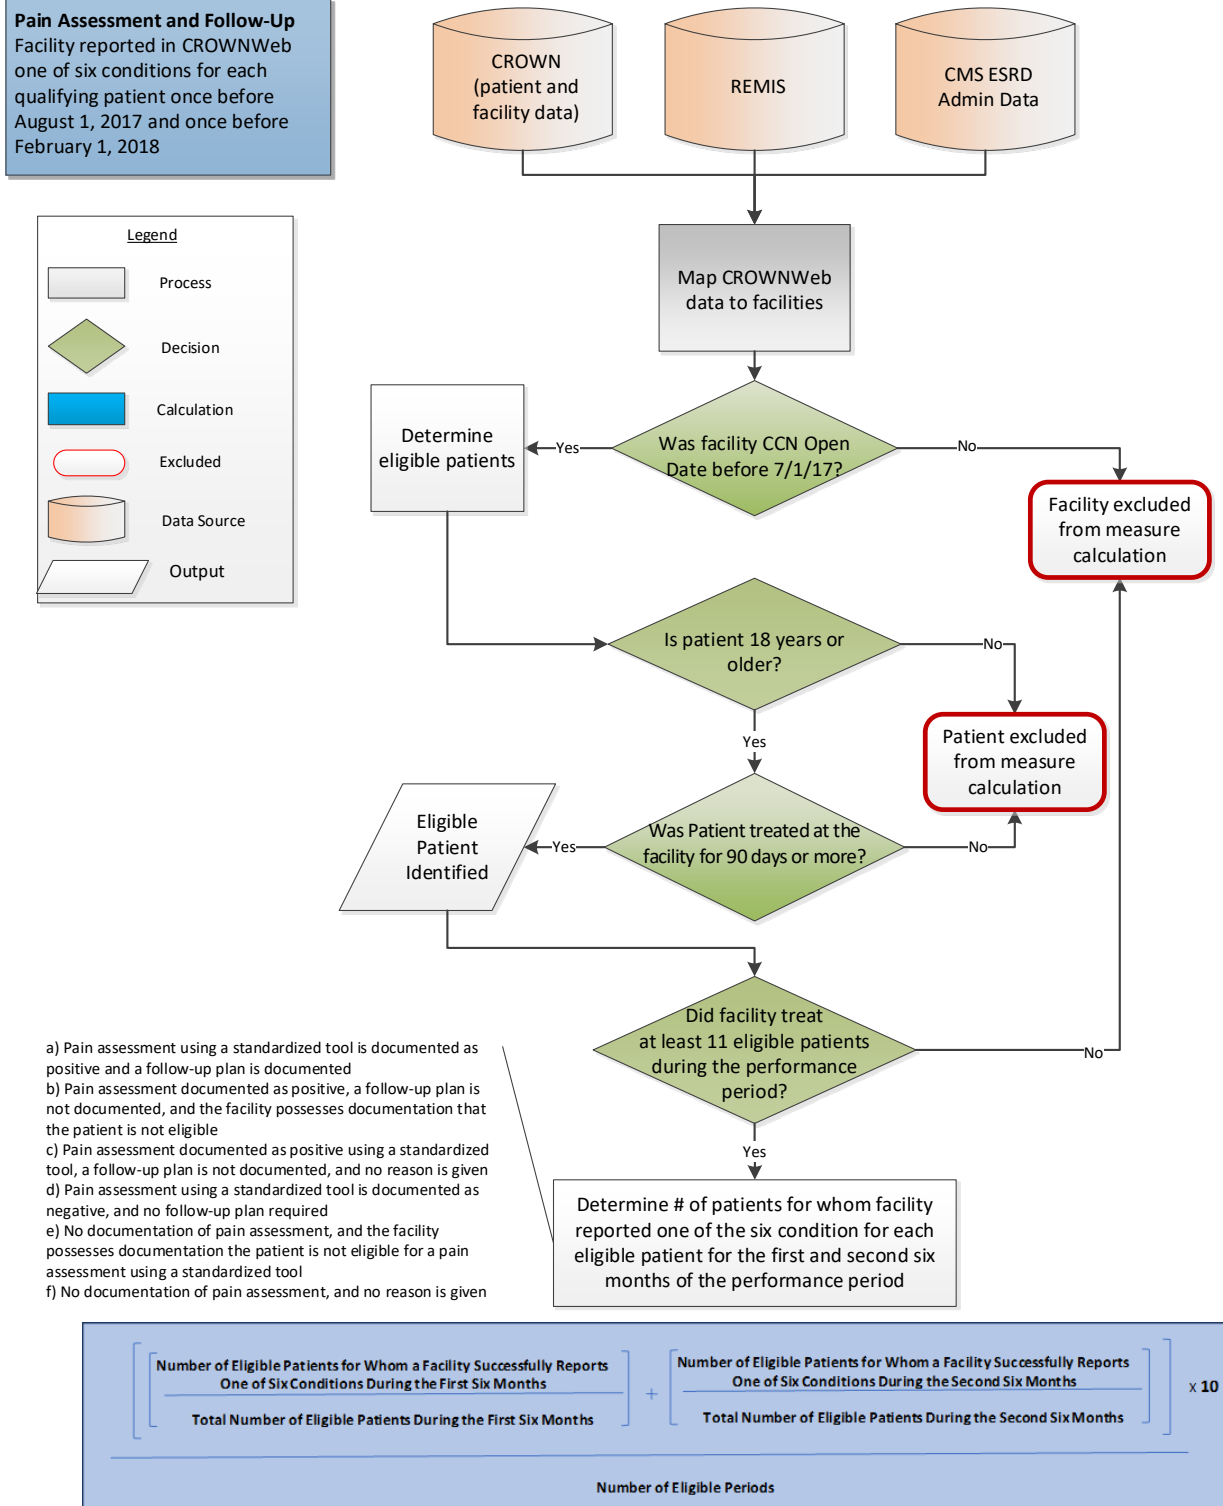 Pain Assessment and Follow-Up
Facility reported in CROWNWeb
one of six conditions for each
qualifying patient once before
August 1, 2017 and once before
February 1, 2018
CROWN
(patient and
facility data)
REMIS
CMS ESRD
Admin Data
Legend
Process
Decision
Calculation
Excluded
Data Source
Output
Map CROWNWeb
data to facilities
Was facility CCN Open
Date before 7/1/17?
Yes
No
Determine
eligible patients
Facility excluded
from measure
calculation
Is patient 18 years or
older?
No
Yes
Patient excluded
from measure
calculation
Was Patient treated at the
facility for 90 days or more?
Yes
No
Eligible
Patient
Identified
Did facility treat
at least 11 eligible patients
during the performance
period?
No
Yes
a) Pain assessment using a standardized tool is documented as
positive and a follow-up plan is documented
b) Pain assessment documented as positive, a follow-up plan is
not documented, and the facility possesses documentation that
the patient is not eligible
c) Pain assessment documented as positive using a standardized
tool, a follow-up plan is not documented, and no reason is given
d) Pain assessment using a standardized tool is documented as
negative, and no follow-up plan required
e) No documentation of pain assessment, and the facility
possesses documentation the patient is not eligible for a pain
assessment using a standardized tool
f) No documentation of pain assessment, and no reason is given
Determine # of patients for whom facility
reported one of the six condition for each
eligible patient for the first and second six
months of the performance period
Number of Eligible Patients for Whom a Facility Successfully Reports
One of Six Conditions During the First Six Months
Total Number of Eligible Patients During the First Six Months
+
Number of Eligible Patients for Whom a Facility Successfully Reports
One of Six Conditions During the Second Six Months
Total Number of Eligible Patients During the Second Six Months
x 10
Number of Eligible Periods